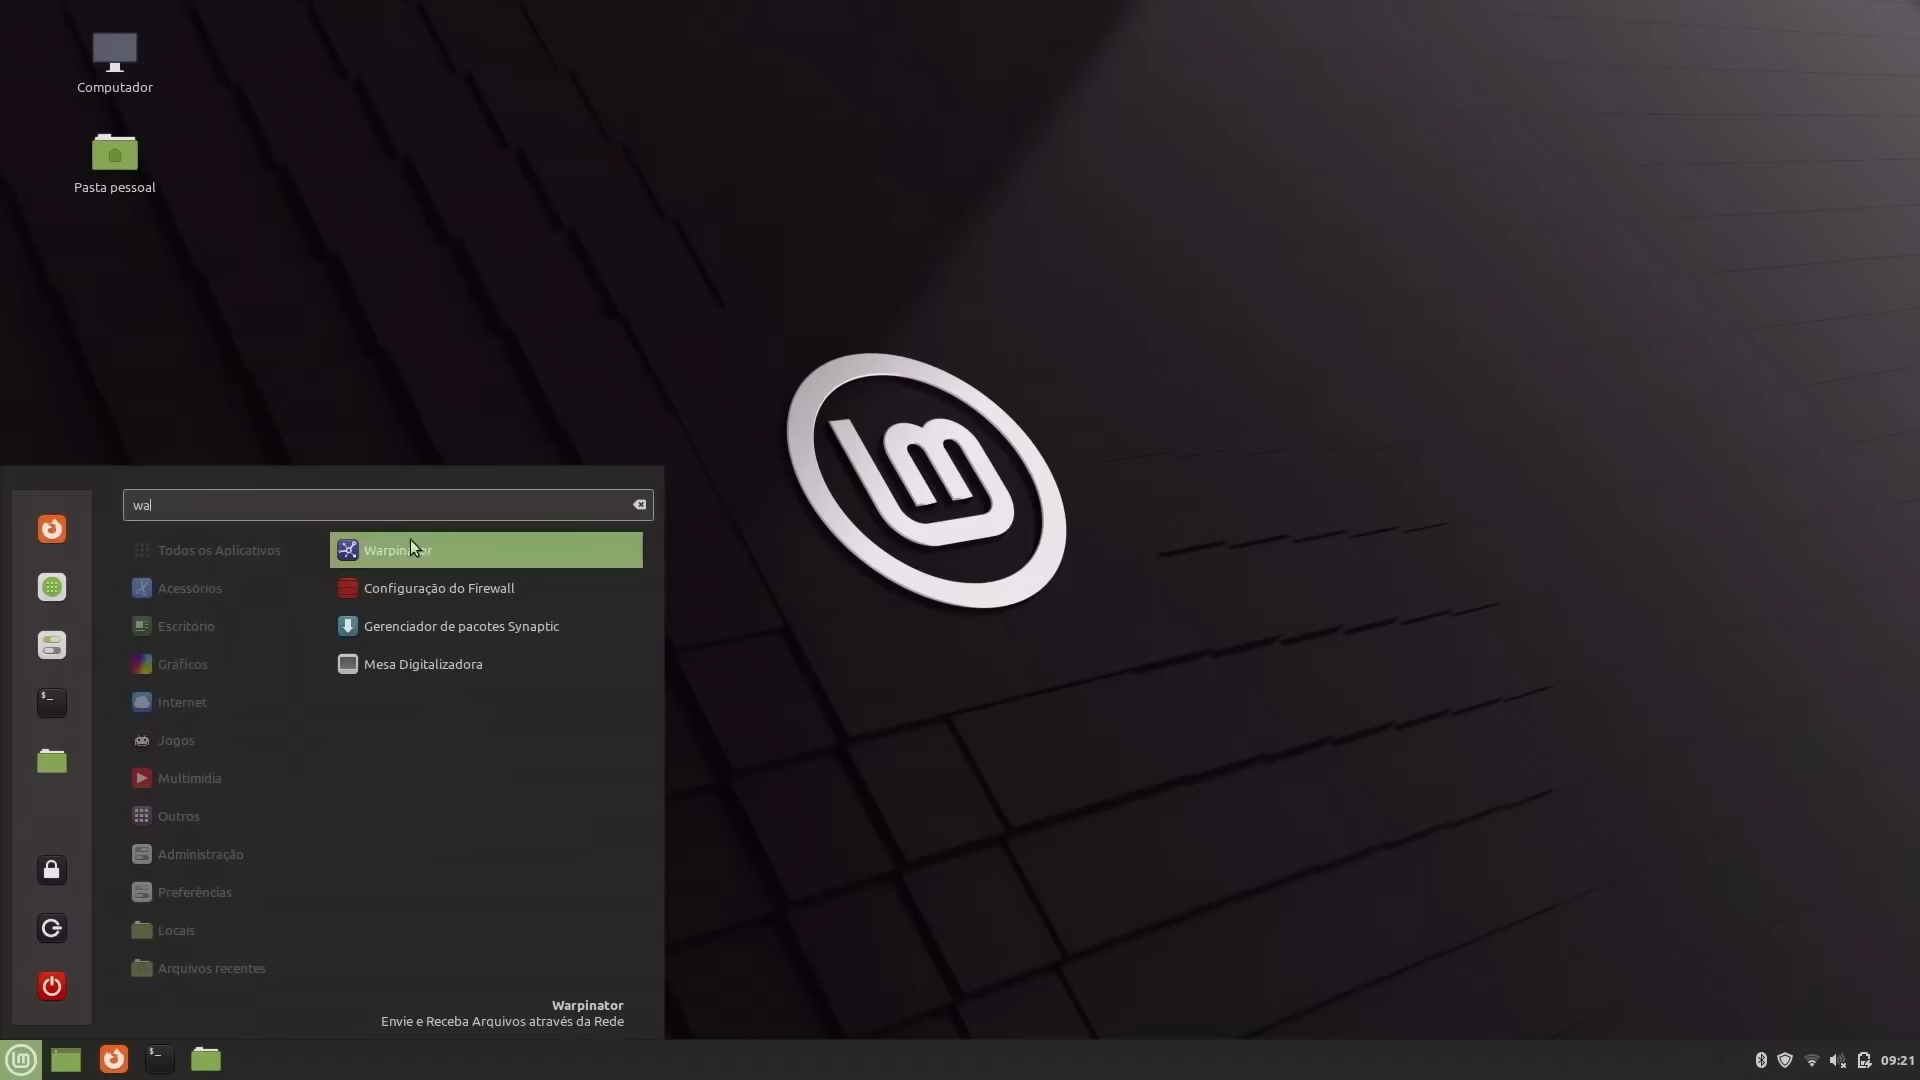 Computador
Pasta pessoal
wa
Todos os Aplicativos
Acessórios
Escritório
Gráficos
Internet
Jogos
Multimídia
Outros
Administração
Preferências
Locais
Arquivos recentes
Warpinator
Configuração do Firewall
Gerenciador de pacotes Synaptic
Mesa Digitalizadora
Warpinator
Envie e Receba Arquivos através da Rede
09:21